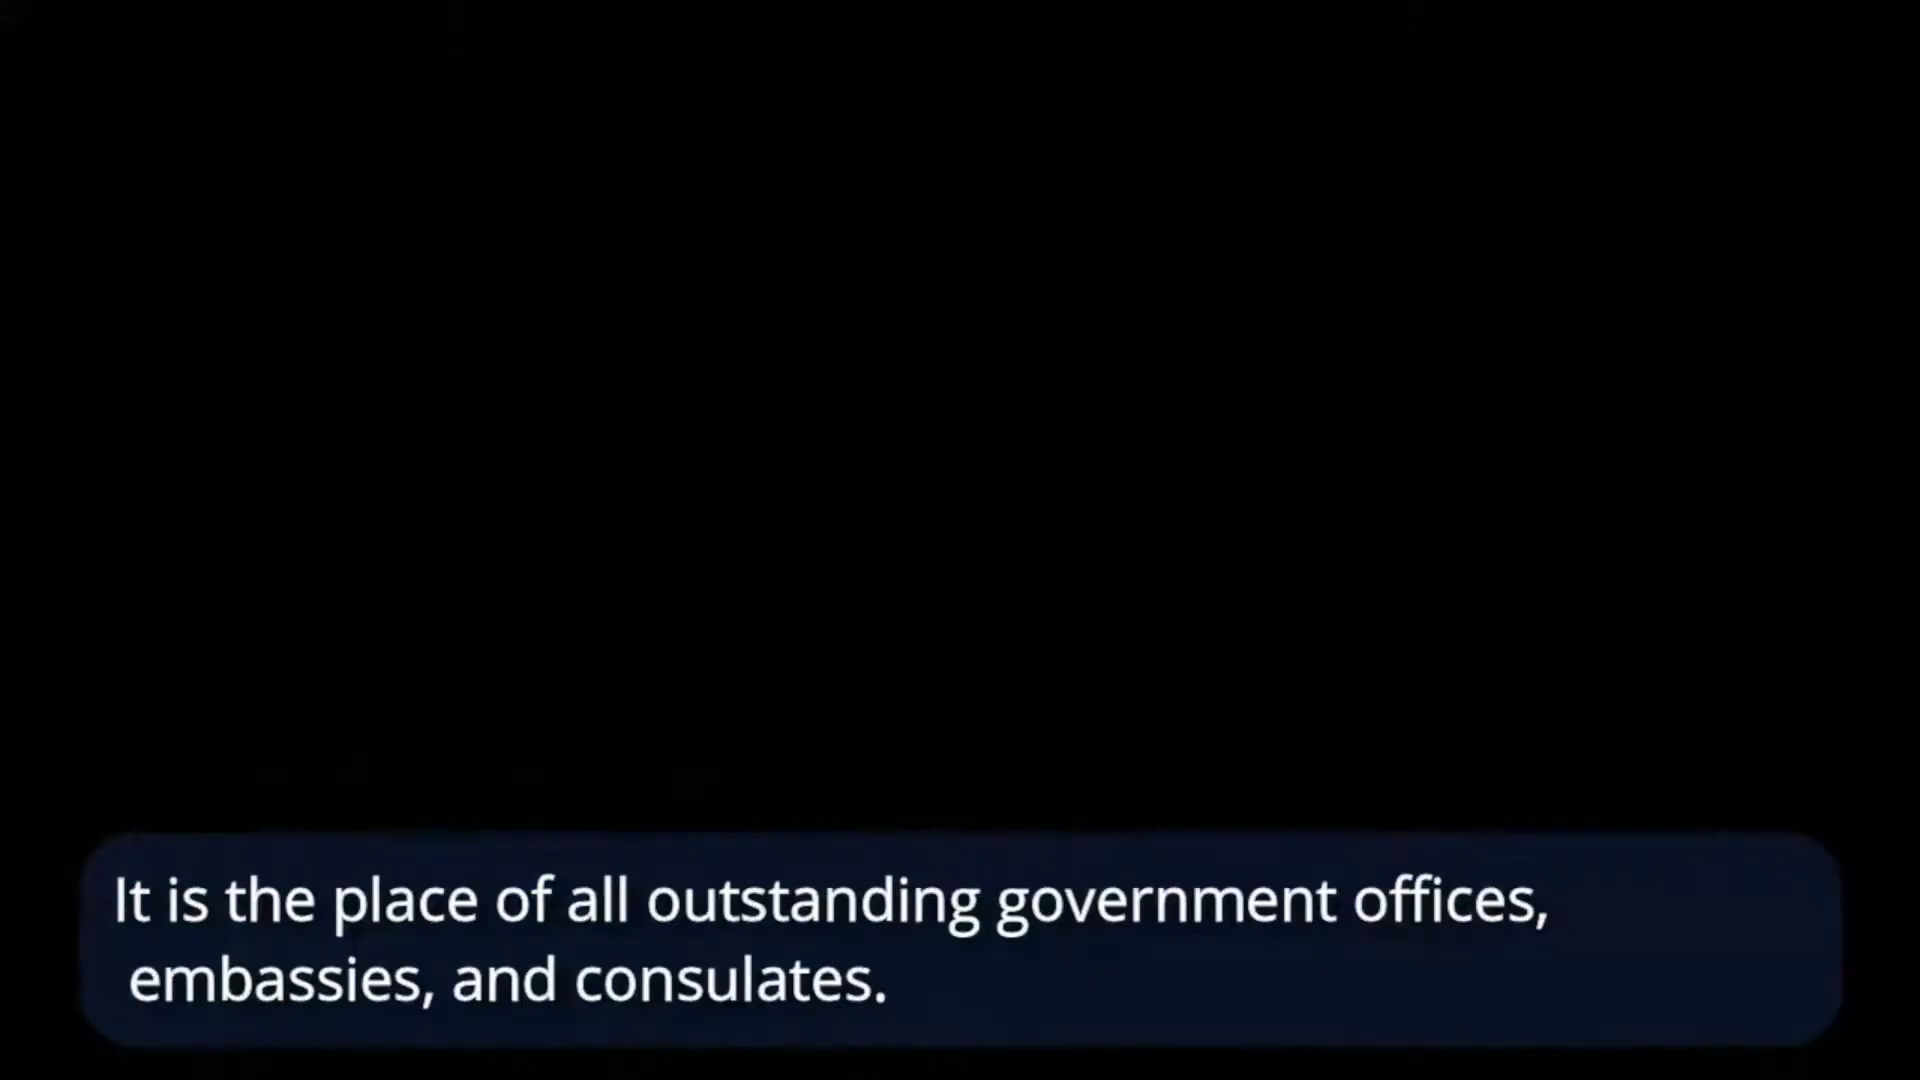 It is the place of all outstanding government offices,
embassies, and consulates.